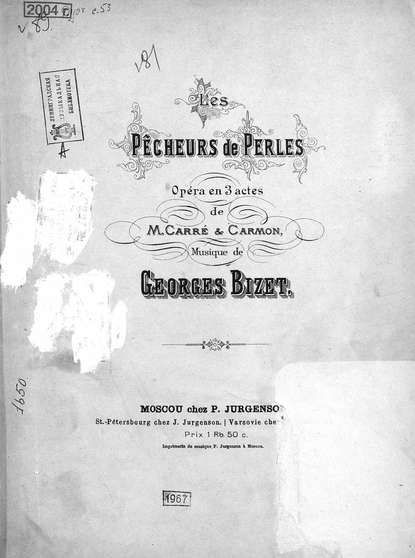 2004 г.
1967
v81
Les
PÊCHEURS de PERLES
Opéra en 3 actes
de
M. CARRÉ & CARMON,
Musique de
GEORGES BIZET.
1650
MOSCOU chez P. JURGENSO
St.-Pétersbourg chez J. Jurgenson. | Varsovie che
Prix 1 Rb. 50 c.
Imprimerie de musique P. Jurgenson à Moscou.